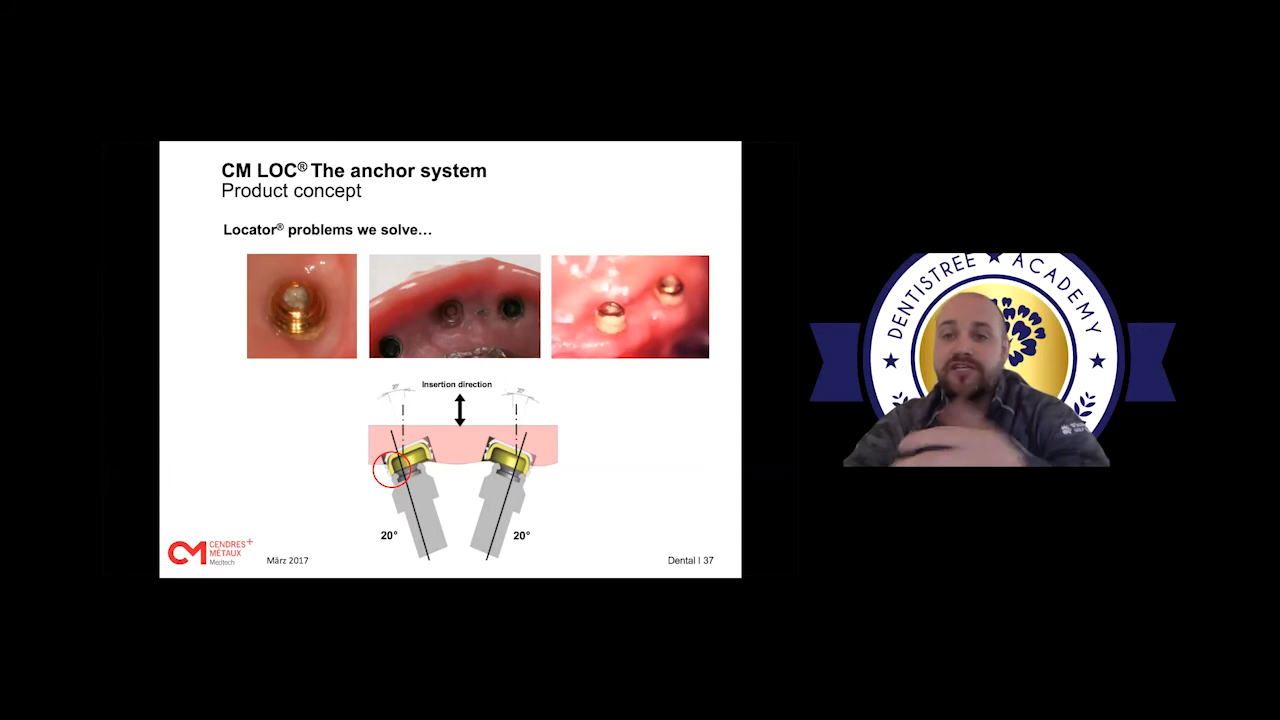 CM LOC® The anchor system
Product concept
Locator® problems we solve…
Insertion direction
20°
20°
CENDRES+
MÉTAUX
Medtech
März 2017
Dental I 37
DENTISTREE ★ ACADEMY